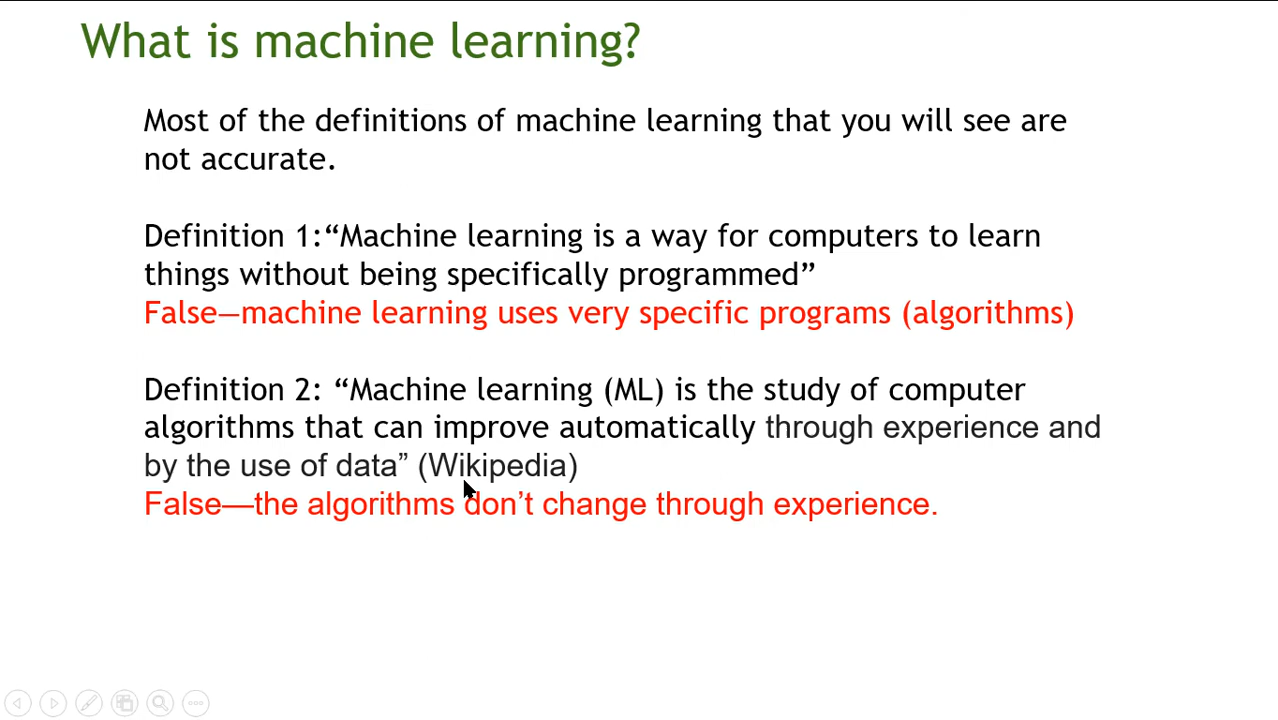 What is machine learning?
Most of the definitions of machine learning that you will see are
not accurate.
Definition 1:“Machine learning is a way for computers to learn
things without being specifically programmed”
False—machine learning uses very specific programs (algorithms)
Definition 2: “Machine learning (ML) is the study of computer
algorithms that can improve automatically through experience and
by the use of data” (Wikipedia)
False—the algorithms don’t change through experience.